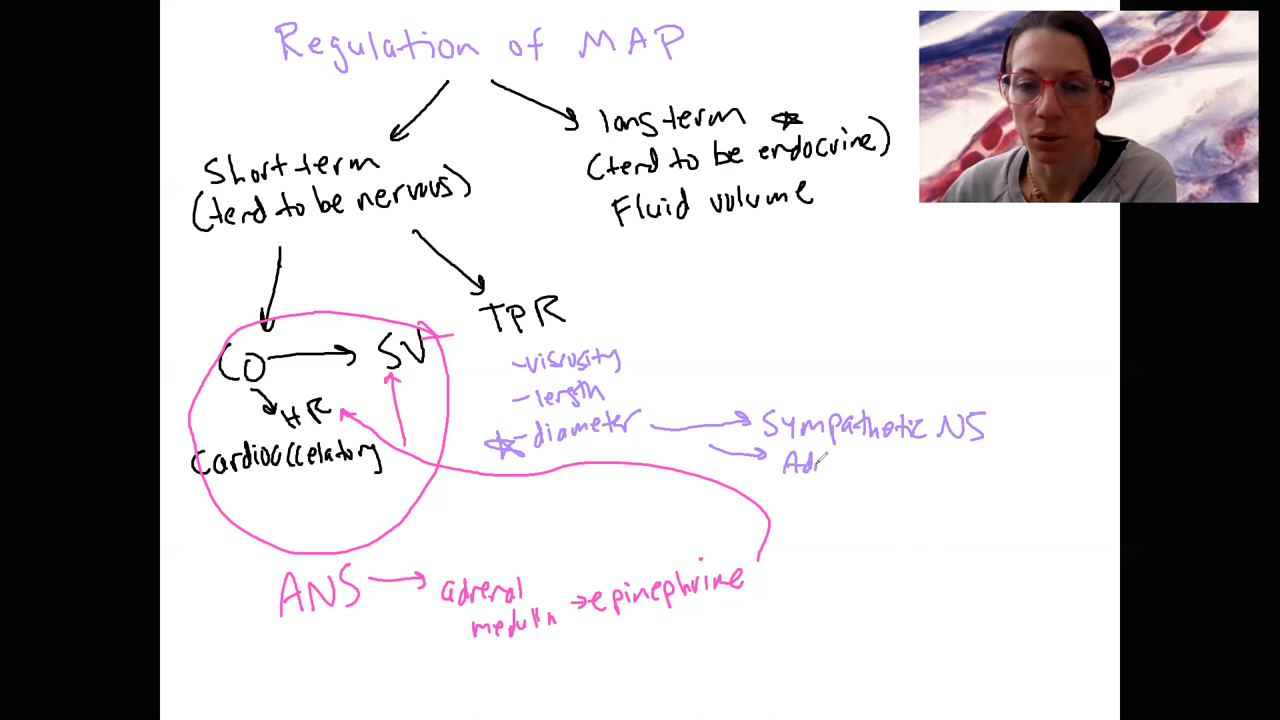 Regulation of MAP
long term
(tend to be endocrine)
Fluid volume
Short term
(tend to be nervous)
TPR
-viscosity
-length
-diameter
Sympathetic NS
Adr
CO
SV
HR
Cardioaccelatory
ANS
adrenal
medulla
epinephrine